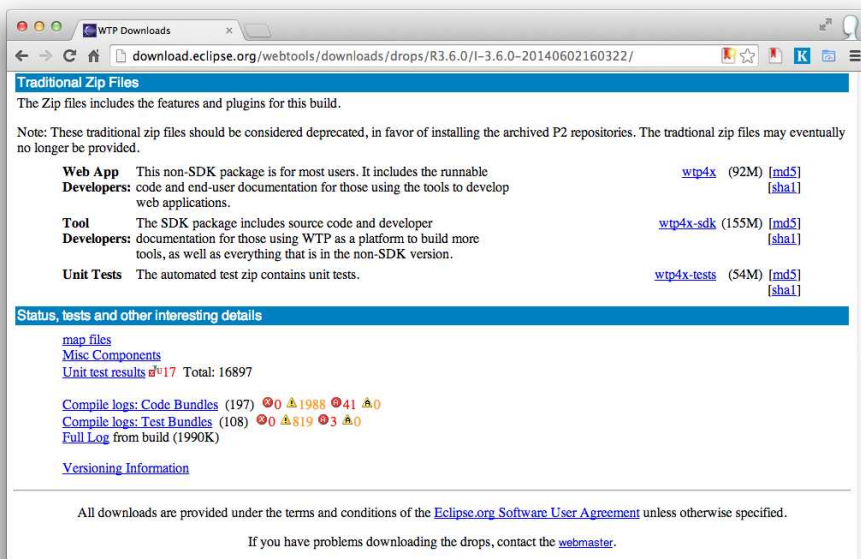 WTP Downloads
download.eclipse.org/webtools/downloads/drops/R3.6.0/I-3.6.0-20140602160322/
K
Traditional Zip Files
The Zip files includes the features and plugins for this build.
Note: These traditional zip files should be considered deprecated, in favor of installing the archived P2 repositories. The tradtional zip files may eventually
no longer be provided.
Web App This non-SDK package is for most users. It includes the runnable wtp4x (92M) [md5]
Developers: code and end-user documentation for those using the tools to develop [sha1]
web applications.
Tool The SDK package includes source code and developer wtp4x-sdk (155M) [md5]
Developers: documentation for those using WTP as a platform to build more [sha1]
tools, as well as everything that is in the non-SDK version.
Unit Tests The automated test zip contains unit tests. wtp4x-tests (54M) [md5]
[sha1]
Status, tests and other interesting details
map files
Misc Components
Unit test results 17 Total: 16897
Compile logs: Code Bundles (197) 0 1988 41 0
Compile logs: Test Bundles (108) 0 819 3 0
Full Log from build (1990K)
Versioning Information
All downloads are provided under the terms and conditions of the Eclipse.org Software User Agreement unless otherwise specified.
If you have problems downloading the drops, contact the webmaster.